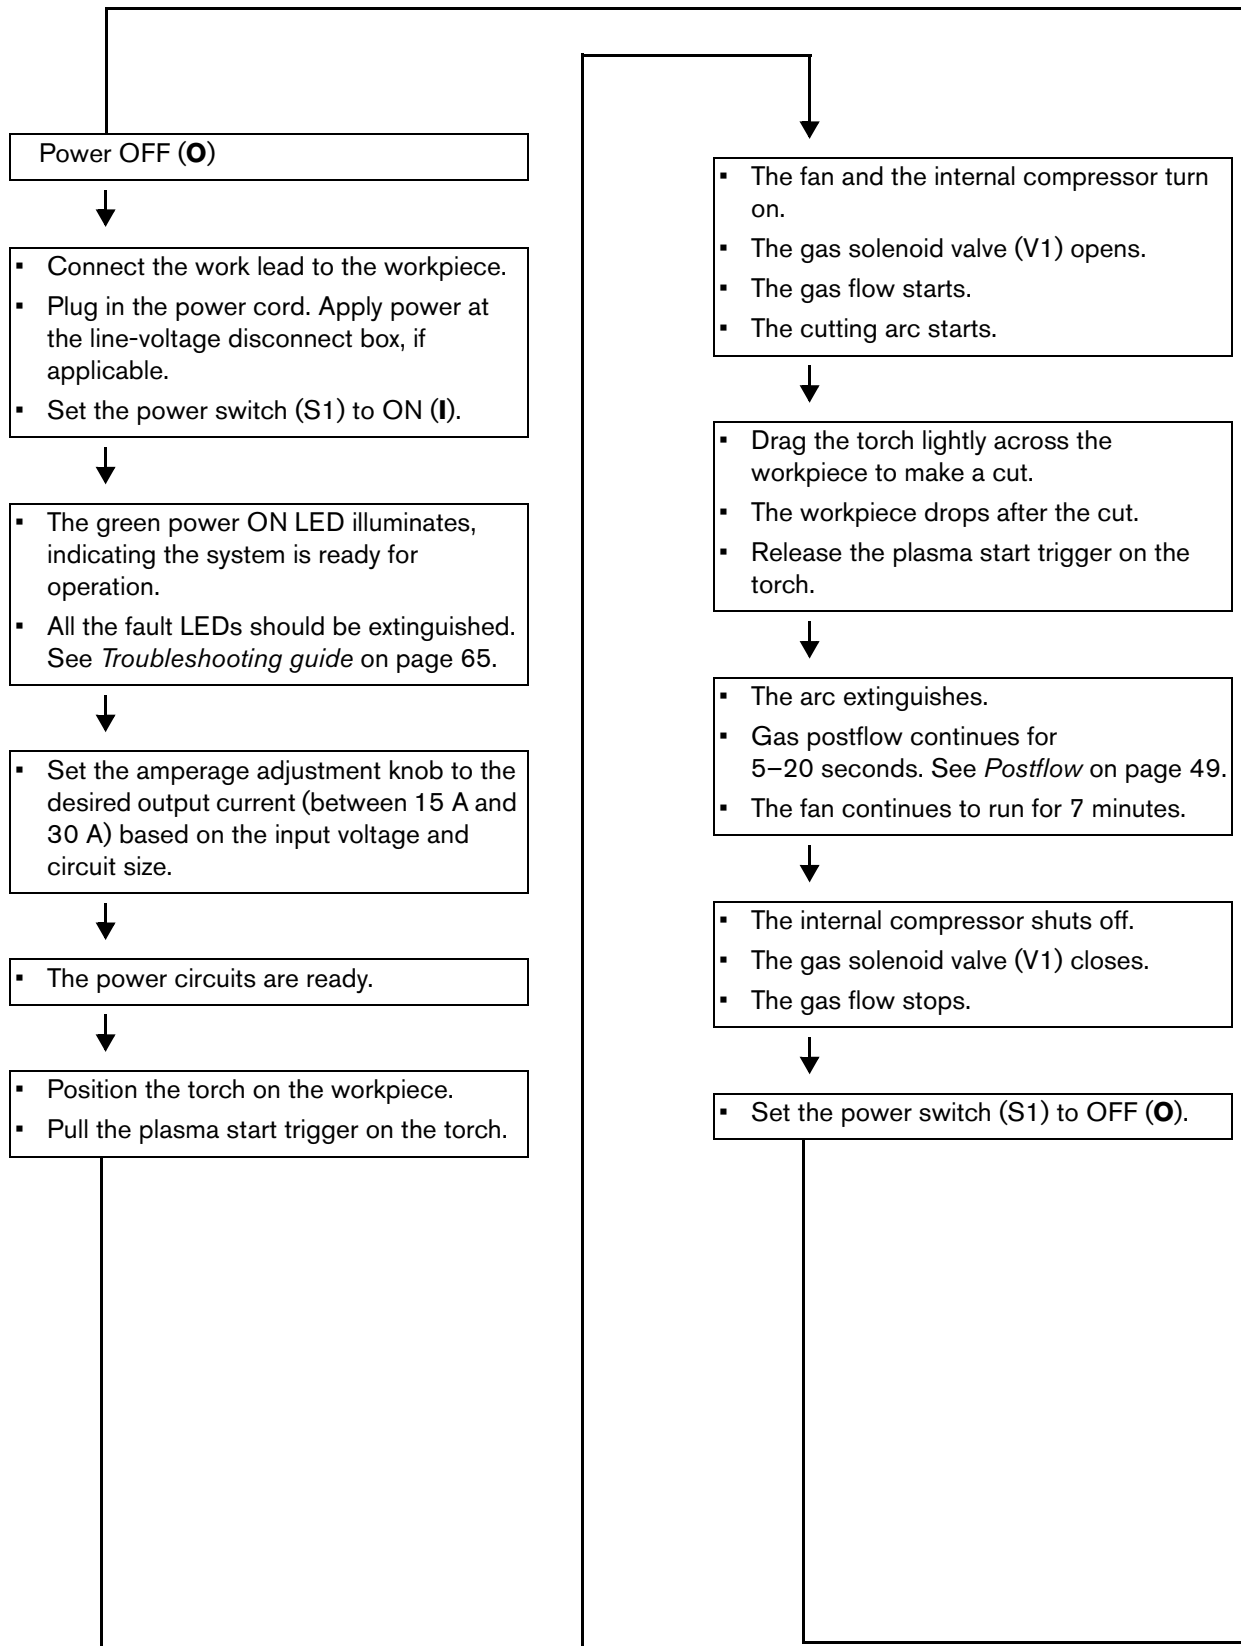 Power OFF (O)
▪ Connect the work lead to the workpiece.
▪ Plug in the power cord. Apply power at
the line-voltage disconnect box, if
applicable.
▪ Set the power switch (S1) to ON (I).
▪ The green power ON LED illuminates,
indicating the system is ready for
operation.
▪ All the fault LEDs should be extinguished.
See Troubleshooting guide on page 65.
▪ Set the amperage adjustment knob to the
desired output current (between 15 A and
30 A) based on the input voltage and
circuit size.
▪ The power circuits are ready.
▪ Position the torch on the workpiece.
▪ Pull the plasma start trigger on the torch.
▪ The fan and the internal compressor turn
on.
▪ The gas solenoid valve (V1) opens.
▪ The gas flow starts.
▪ The cutting arc starts.
▪ Drag the torch lightly across the
workpiece to make a cut.
▪ The workpiece drops after the cut.
▪ Release the plasma start trigger on the
torch.
▪ The arc extinguishes.
▪ Gas postflow continues for
5–20 seconds. See Postflow on page 49.
▪ The fan continues to run for 7 minutes.
▪ The internal compressor shuts off.
▪ The gas solenoid valve (V1) closes.
▪ The gas flow stops.
▪ Set the power switch (S1) to OFF (O).